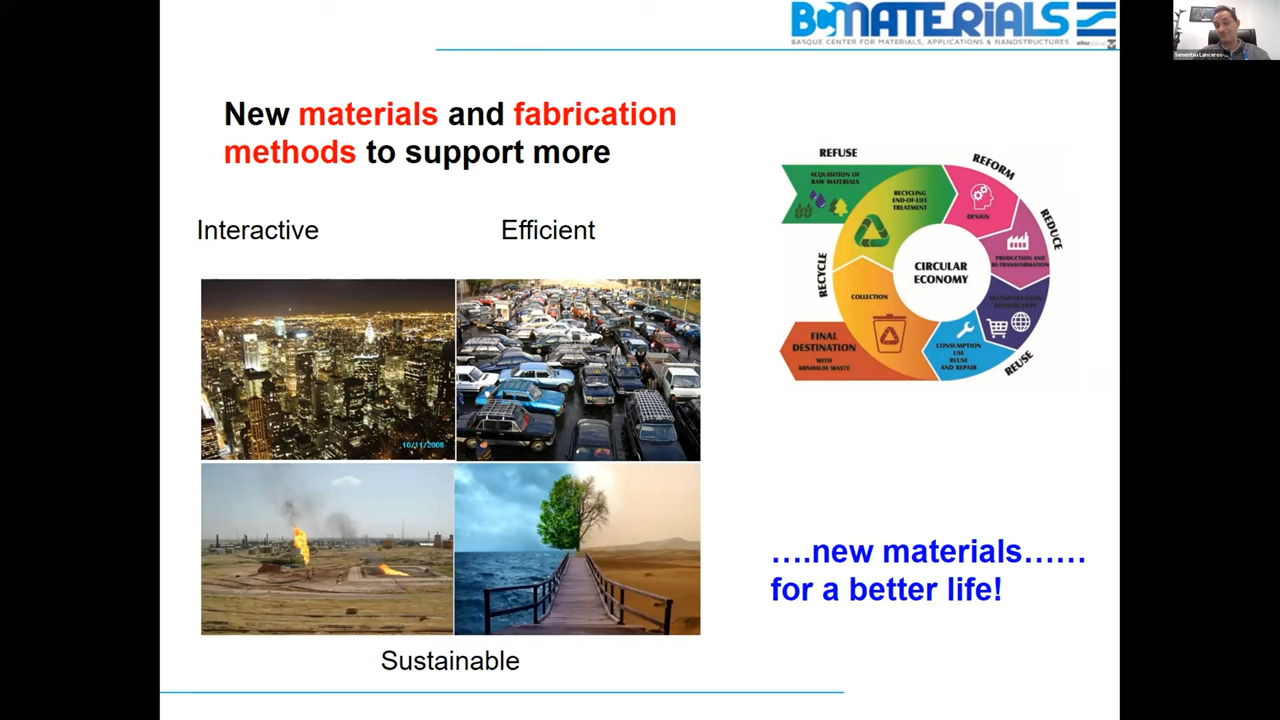 BCMATERIALS
BASQUE CENTER FOR MATERIALS, APPLICATIONS & NANOSTRUCTURES
New materials and fabrication
methods to support more
Interactive
Efficient
10/11/2006
Sustainable
REFUSE
ACQUISITION OF
RAW MATERIALS
RECYCLING
END-OF-LIFE
TREATMENT
REFORM
DESIGN
REDUCE
PRODUCTION AND
RE-TRANSFORMATION
RECYCLE
CIRCULAR
ECONOMY
COLLECTION
FINAL
DESTINATION
WITH
MINIMUM WASTE
CONSUMPTION
USE
REUSE
AND REPAIR
REUSE
….new materials……
for a better life!